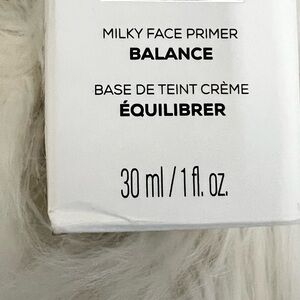 MILKY FACE PRIMER
BALANCE
BASE DE TEINT CRÈME
ÉQUILIBRER
30 ml / 1 fl. oz.